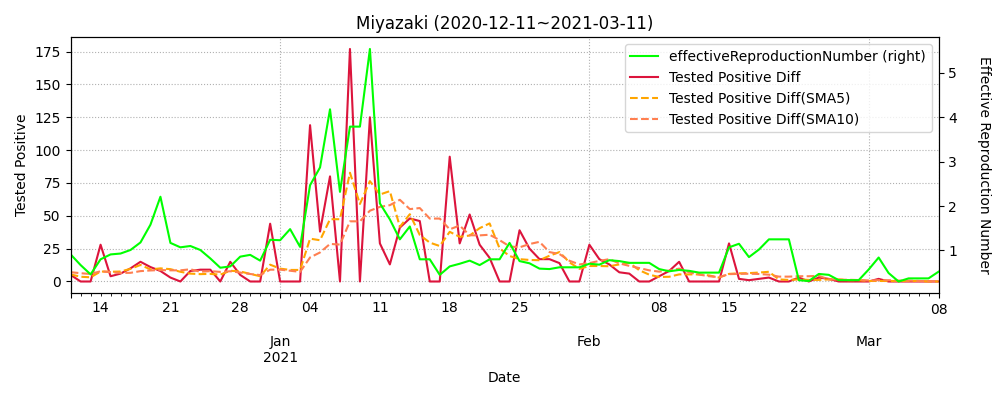 Miyazaki (2020-12-11~2021-03-11)
effectiveReproductionNumber (right)
Tested Positive Diff
Tested Positive Diff(SMA5)
Tested Positive Diff(SMA10)
Tested Positive
175
150
125
100
75
50
25
0
5
4
3
2
1
Effective Reproduction Number
14 21 28 04 11 18 25 08 15 22 08
Jan Feb Mar
2021
Date